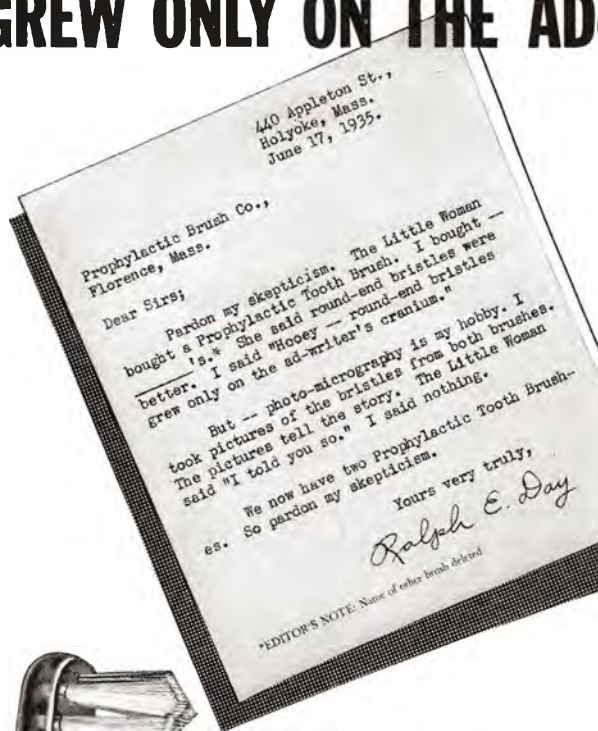 GREW ONLY ON THE AD
440 Appleton St.,
Holyoke, Mass.
June 17, 1935.
Prophylactic Brush Co.,
Florence, Mass.
Dear Sirs;
Pardon my skepticism. The Little Woman
bought a Prophylactic Tooth Brush. I bought --
______'s.* She said round-end bristles were
better. I said "Hooey -- round-end bristles
grew only on the ad-writer's cranium."
But -- photo-micrography is my hobby. I
took pictures of the bristles from both brushes.
The pictures tell the story. The Little Woman
said "I told you so." I said nothing.
We now have two Prophylactic Tooth Brush-
es. So pardon my skepticism.
Yours very truly,
Ralph E. Day
*EDITOR'S NOTE: Name of other brush deleted